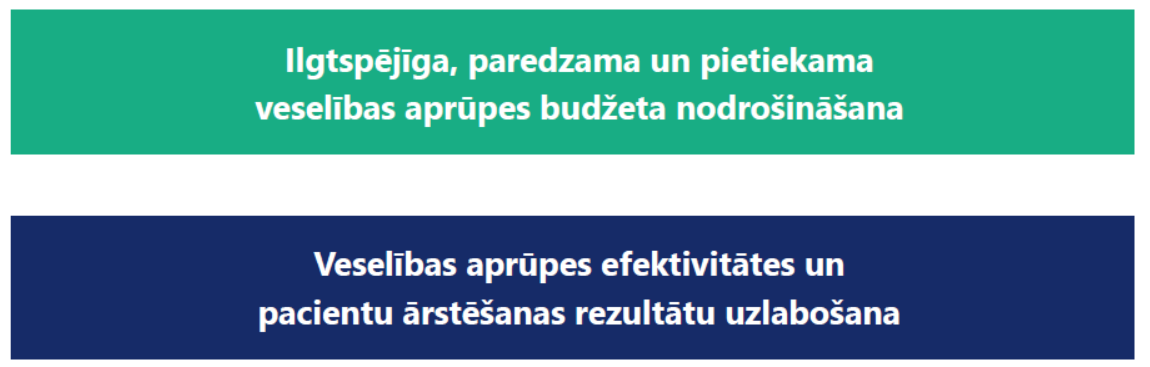 Ilgtspējīga, paredzama un pietiekama
veselības aprūpes budžeta nodrošināšana
Veselības aprūpes efektivitātes un
pacientu ārstēšanas rezultātu uzlabošana